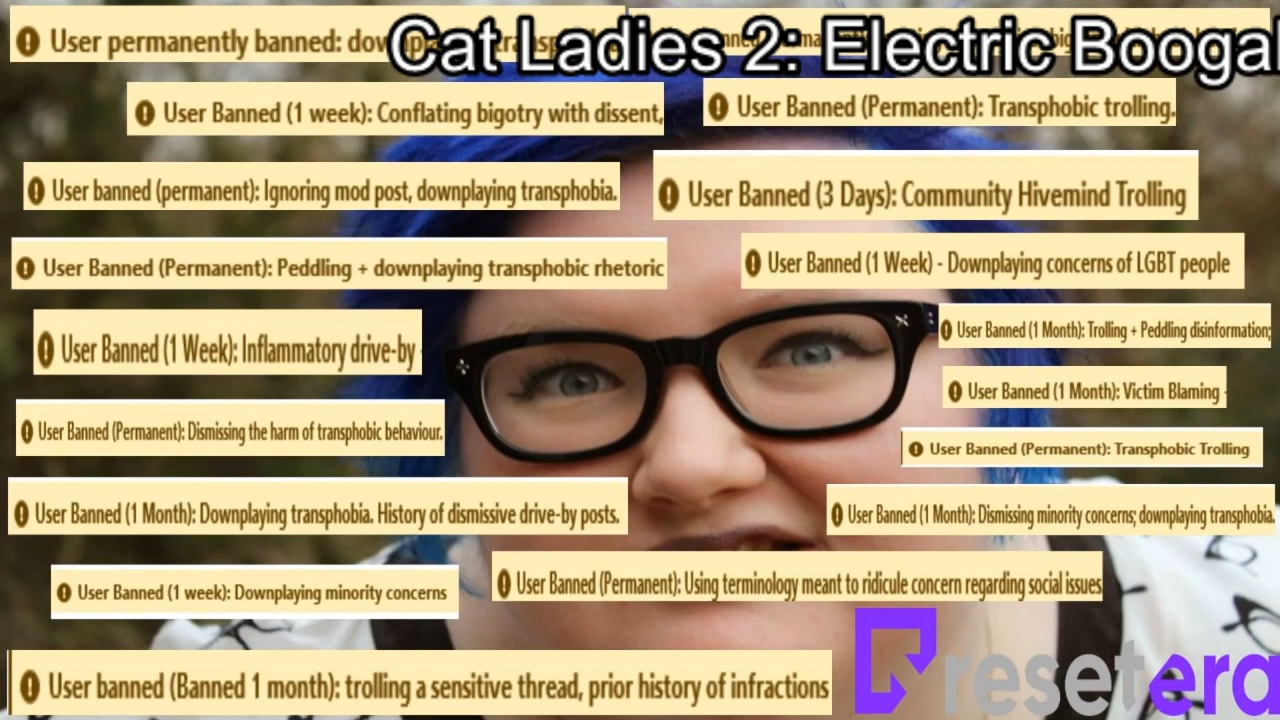 User permanently banned:
Cat Ladies 2: Electric Boogal
User Banned (1 week): Conflating bigotry with dissent,
User Banned (Permanent): Transphobic trolling.
User banned (permanent): Ignoring mod post, downplaying transphobia.
User Banned (3 Days): Community Hivemind Trolling
User Banned (Permanent): Peddling + downplaying transphobic rhetoric
User Banned (1 Week) - Downplaying concerns of LGBT people
User Banned (1 Week): Inflammatory drive-by
User Banned (1 Month): Trolling + Peddling disinformation;
User Banned (1 Month): Victim Blaming -
User Banned (Permanent): Dismissing the harm of transphobic behaviour.
User Banned (Permanent): Transphobic Trolling
User Banned (1 Month): Downplaying transphobia. History of dismissive drive-by posts.
User Banned (1 Month): Dismissing minority concerns; downplaying transphobia.
User Banned (1 week): Downplaying minority concerns
User Banned (Permanent): Using terminology meant to ridicule concern regarding social issues
User banned (Banned 1 month): trolling a sensitive thread, prior history of infractions
resetera